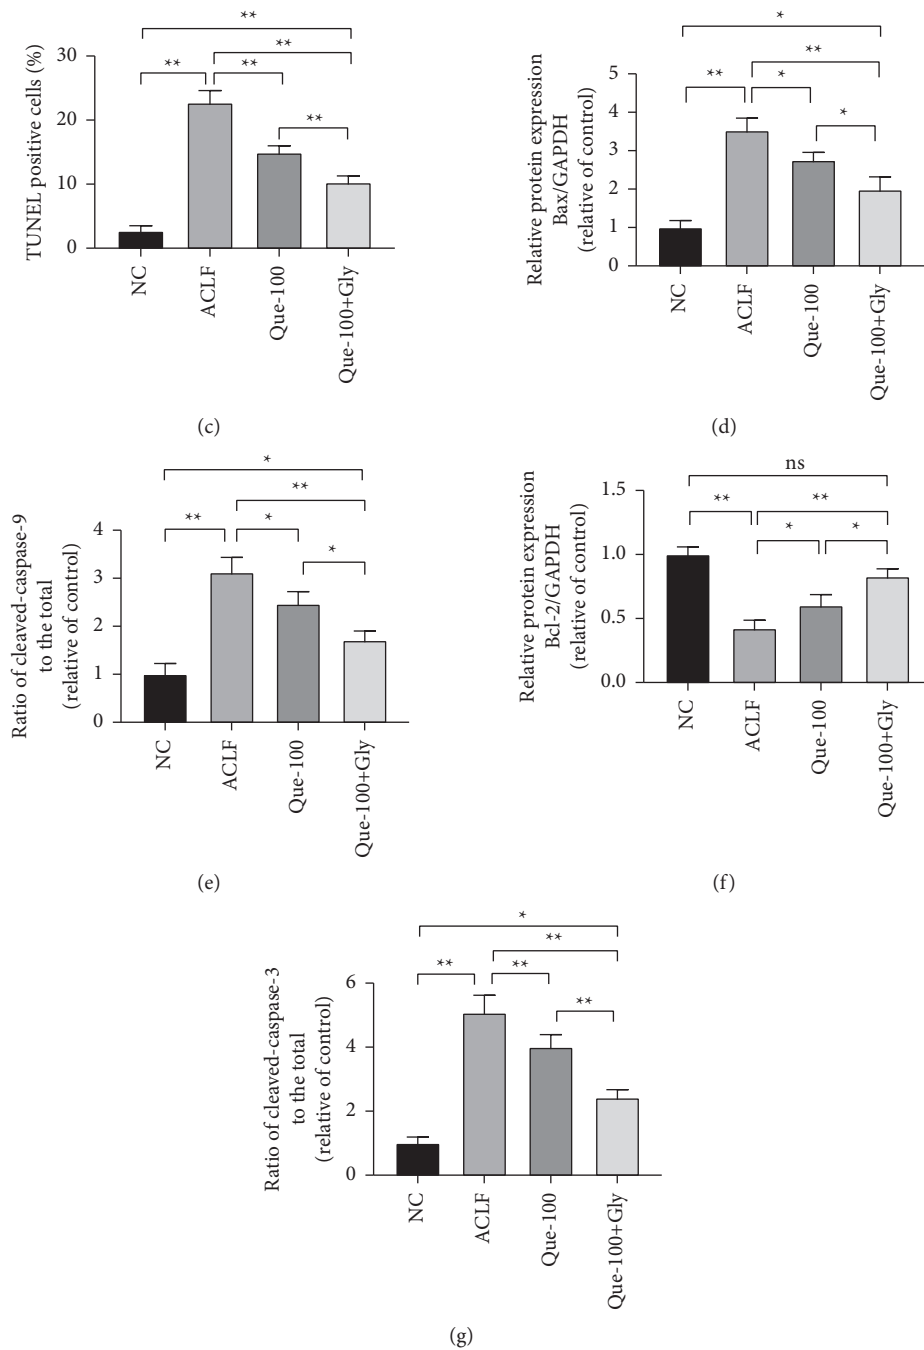 **
**
**
**
**
30
20
10
0
TUNEL positive cells (%)
NC
ACLF
Que-100
Que-100+Gly
(c)
*
**
**
*
*
5
4
3
2
1
0
Relative protein expression
Bax/GAPDH
(relative of control)
NC
ACLF
Que-100
Que-100+Gly
(d)
*
**
**
*
*
4
3
2
1
0
Ratio of cleaved-caspase-9
to the total
(relative of control)
NC
ACLF
Que-100
Que-100+Gly
(e)
ns
**
**
*
*
1.5
1.0
0.5
0.0
Relative protein expression
Bcl-2/GAPDH
(relative of control)
NC
ACLF
Que-100
Que-100+Gly
(f)
*
**
**
**
**
6
4
2
0
Ratio of cleaved-caspase-3
to the total
(relative of control)
NC
ACLF
Que-100
Que-100+Gly
(g)